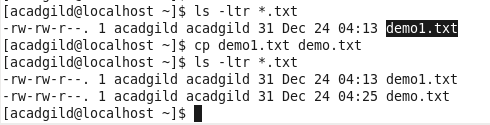 [acadgild@localhost ~]$ ls -ltr *.txt
-rw-rw-r--. 1 acadgild acadgild 31 Dec 24 04:13 demo1.txt
[acadgild@localhost ~]$ cp demo1.txt demo.txt
[acadgild@localhost ~]$ ls -ltr *.txt
-rw-rw-r--. 1 acadgild acadgild 31 Dec 24 04:13 demo1.txt
-rw-rw-r--. 1 acadgild acadgild 31 Dec 24 04:25 demo.txt
[acadgild@localhost ~]$